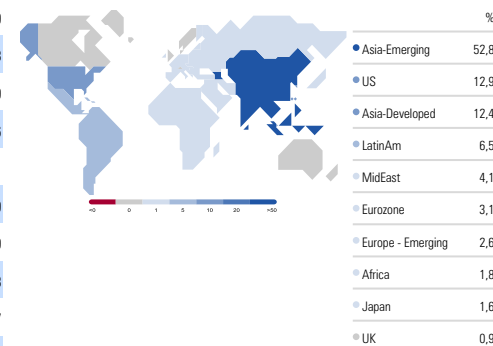 %
Asia-Emerging 52,8
US 12,9
Asia-Developed 12,4
LatinAm 6,5
MidEast 4,1
Eurozone 3,1
Europe - Emerging 2,6
Africa 1,8
Japan 1,6
UK 0,9
<0 0 1 5 10 20 >50